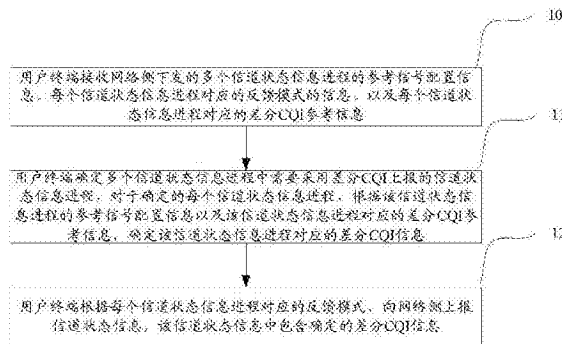 10
用户终端接收网络侧下发的多个信道状态信息进程的参考信号配置信
息、每个信道状态信息进程对应的反馈模式的信息、以及每个信道状
态信息进程对应的差分CQI参考信息
11
用户终端确定多个信道状态信息进程中需要采用差分CQI上报的信道状
态信息进程，对于确定的每个信道状态信息进程，根据该信道状态信
息进程的参考信号配置信息以及该信道状态信息进程对应的差分CQI参
考信息，确定该信道状态信息进程对应的差分CQI信息
12
用户终端根据每个信道状态信息进程对应的反馈模式、向网络侧上报
信道状态信息，该信道状态信息中包含确定的差分CQI信息